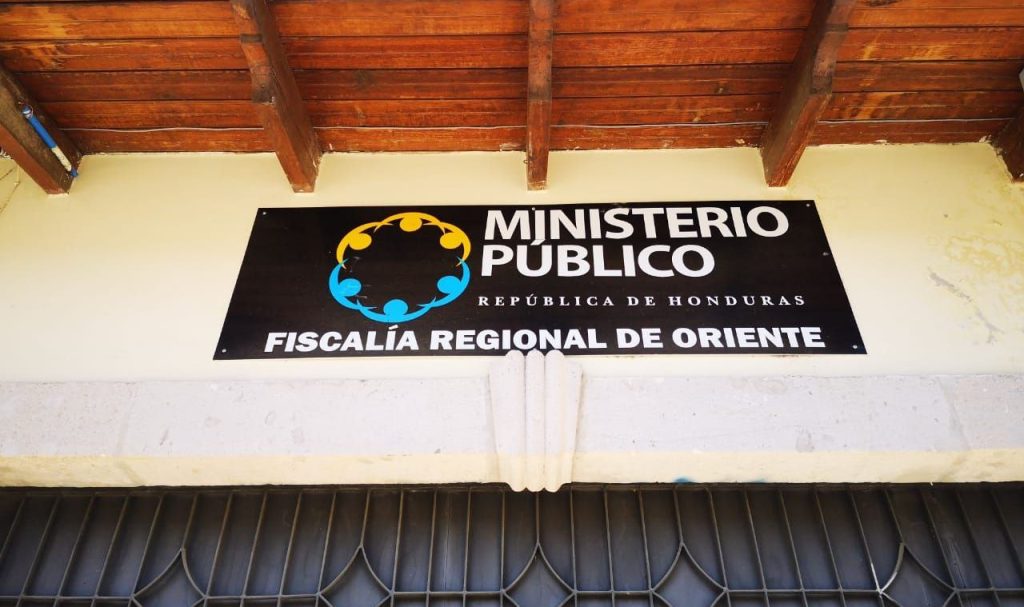 MINISTERIO
PÚBLICO
REPÚBLICA DE HONDURAS
FISCALÍA REGIONAL DE ORIENTE